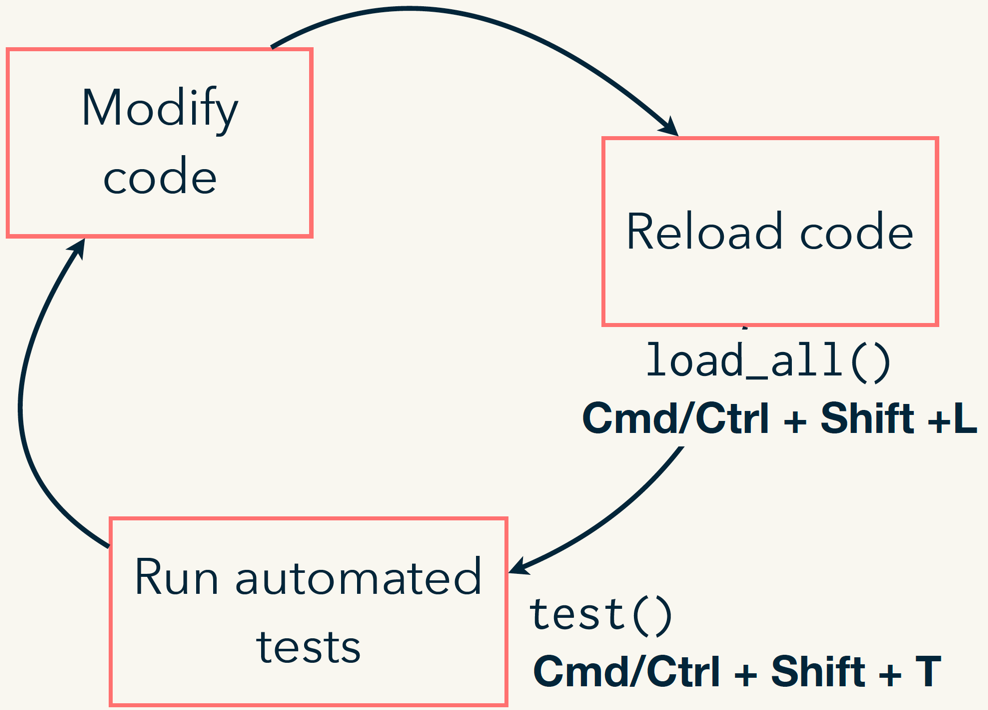 Modify
code
Reload code
load_all()
Cmd/Ctrl + Shift +L
Run automated
tests
test()
Cmd/Ctrl + Shift + T